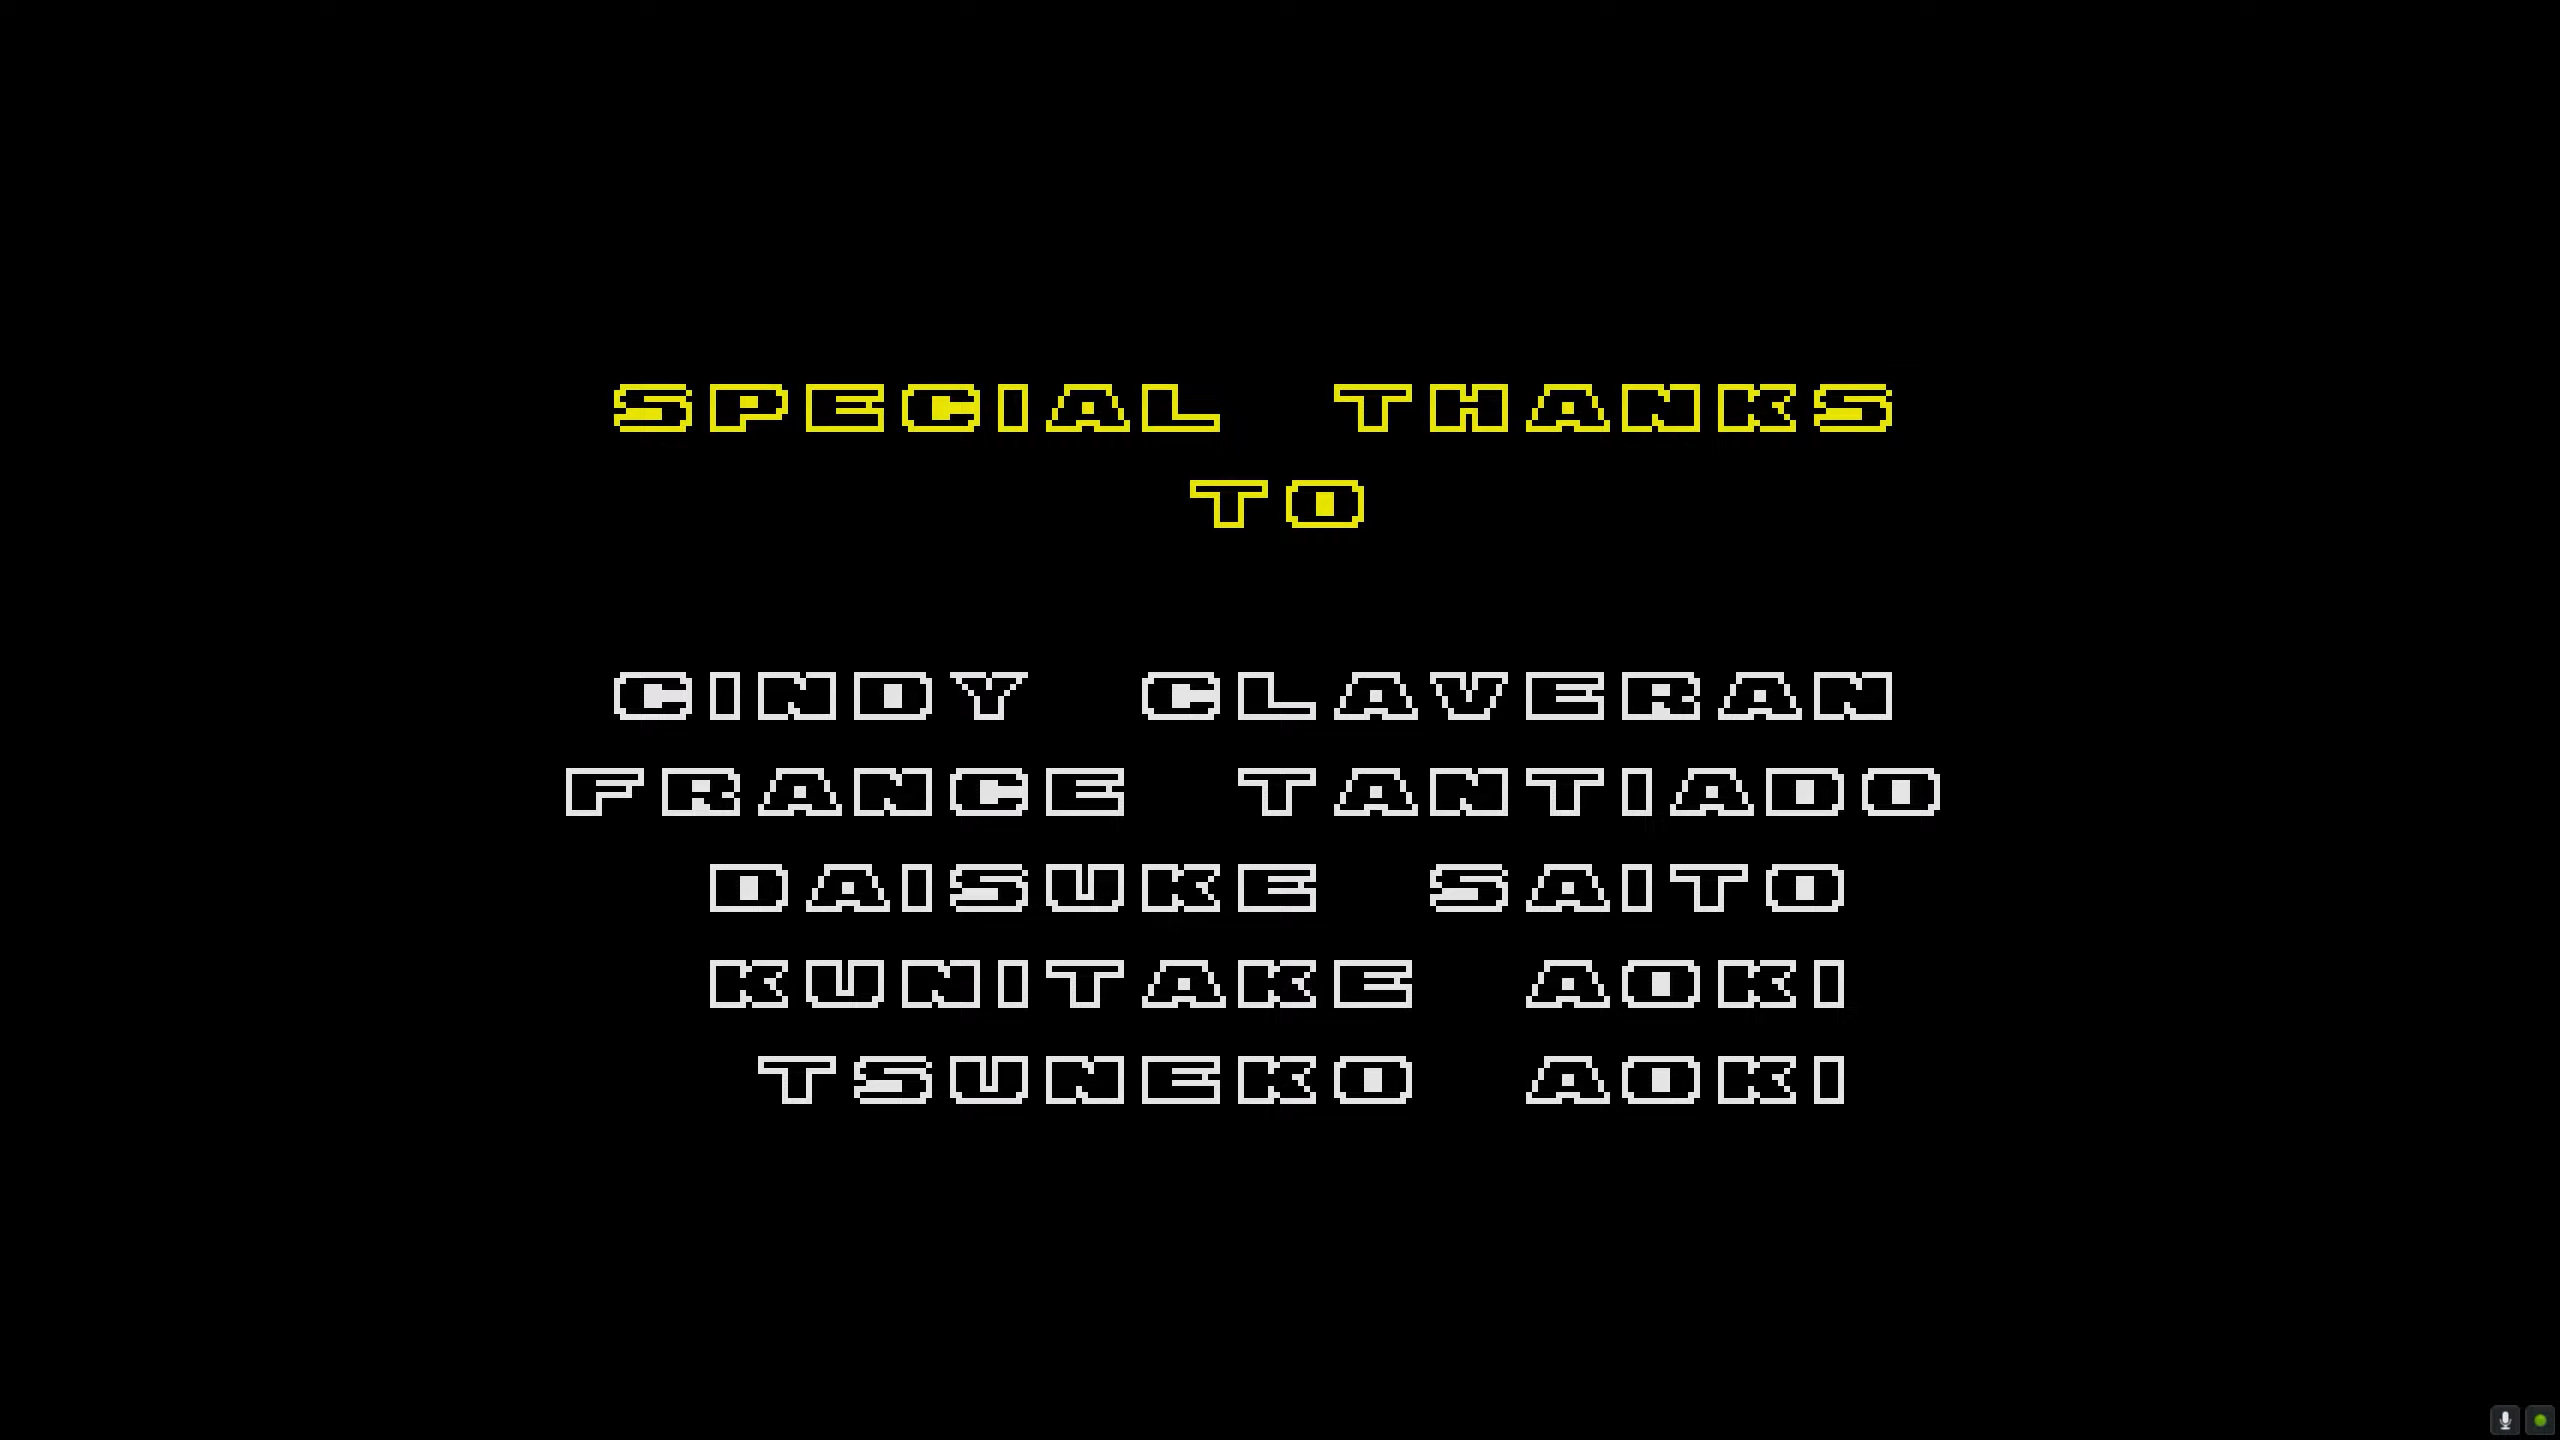 SPECIAL THANKS
TO
CINDY CLAVERAN
FRANCE TANTIADO
DAISUKE SAITO
KUNITAKE AOKI
TSUNEKO AOKI